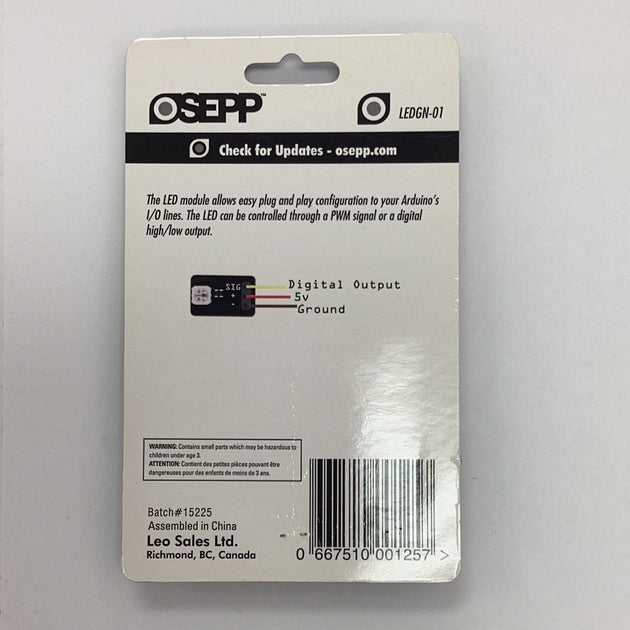 OSEPP™
LEDGN-01
Check for Updates - osepp.com
The LED module allows easy plug and play configuration to your Arduino's
I/O lines. The LED can be controlled through a PWM signal or a digital
high/low output.
SIG Digital Output
+ 5v
- Ground
WARNING: Contains small parts which may be hazardous to
children under age 3.
ATTENTION: Contient des petites pièces pouvant être
dangereuses pour des enfants de moins de 3 ans.
Batch#15225
Assembled in China
Leo Sales Ltd.
Richmond, BC, Canada
0 667510 001257 >